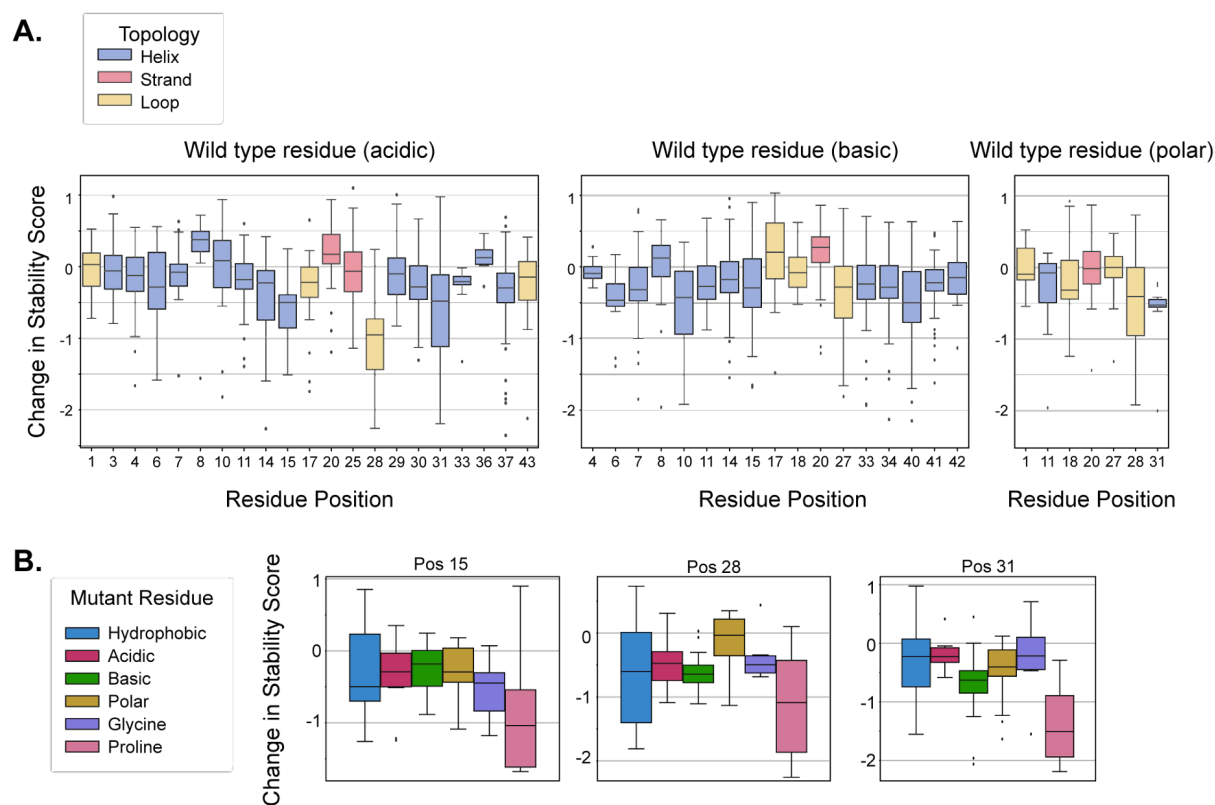 A.
Topology
Helix
Strand
Loop
Wild type residue (acidic)
Wild type residue (basic)
Wild type residue (polar)
Change in Stability Score
1
0
-1
-2
1 3 4 6 7 8 10 11 14 15 17 20 25 28 29 30 31 33 36 37 43
Residue Position
1
0
-1
-2
4 6 7 8 10 11 14 15 17 18 20 27 33 34 40 41 42
Residue Position
1
0
-1
-2
1 11 18 20 27 28 31
Residue Position
B.
Mutant Residue
Hydrophobic
Acidic
Basic
Polar
Glycine
Proline
Change in Stability Score
Pos 15
1
0
-1
Pos 28
0
-1
-2
Pos 31
1
0
-1
-2